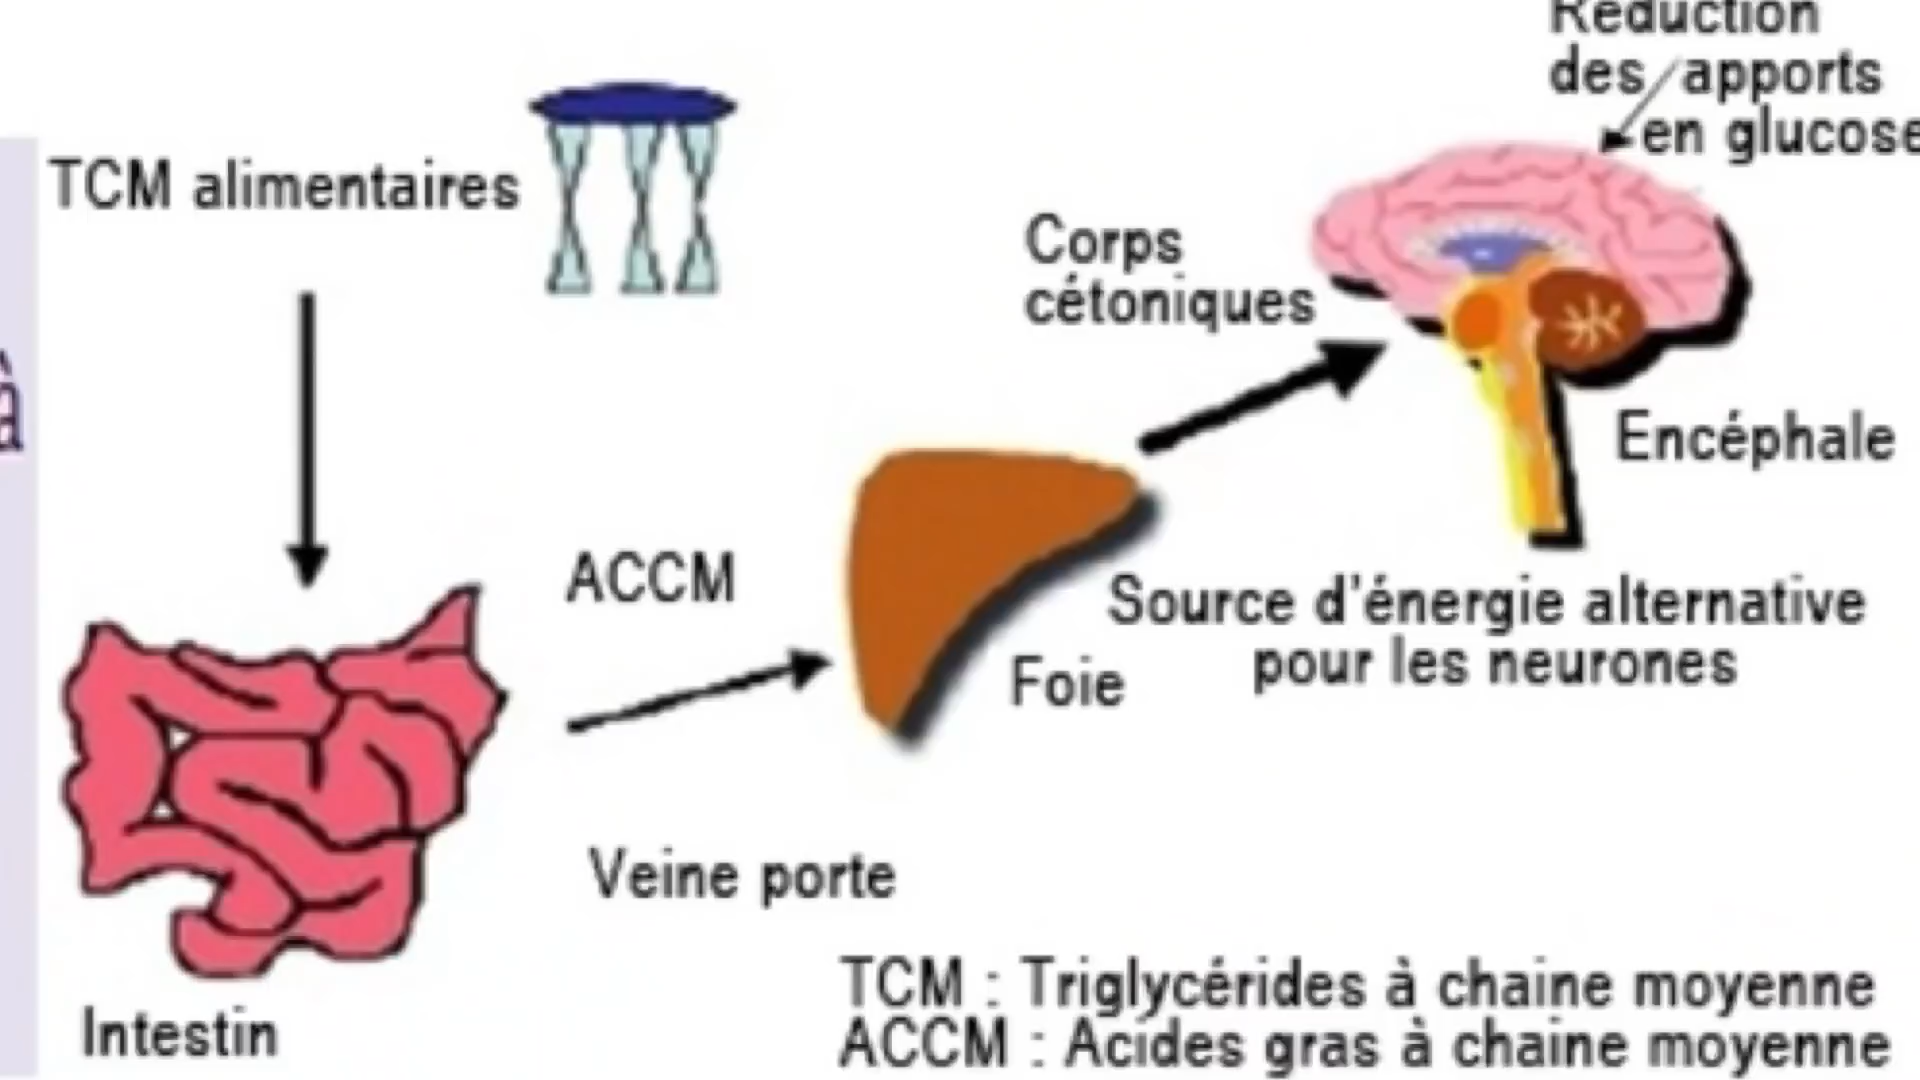 Réduction
des apports
en glucose
TCM alimentaires
Corps
cétoniques
à
Encéphale
ACCM
Source d'énergie alternative
pour les neurones
Foie
Veine porte
Intestin
TCM : Triglycérides à chaine moyenne
ACCM : Acides gras à chaine moyenne